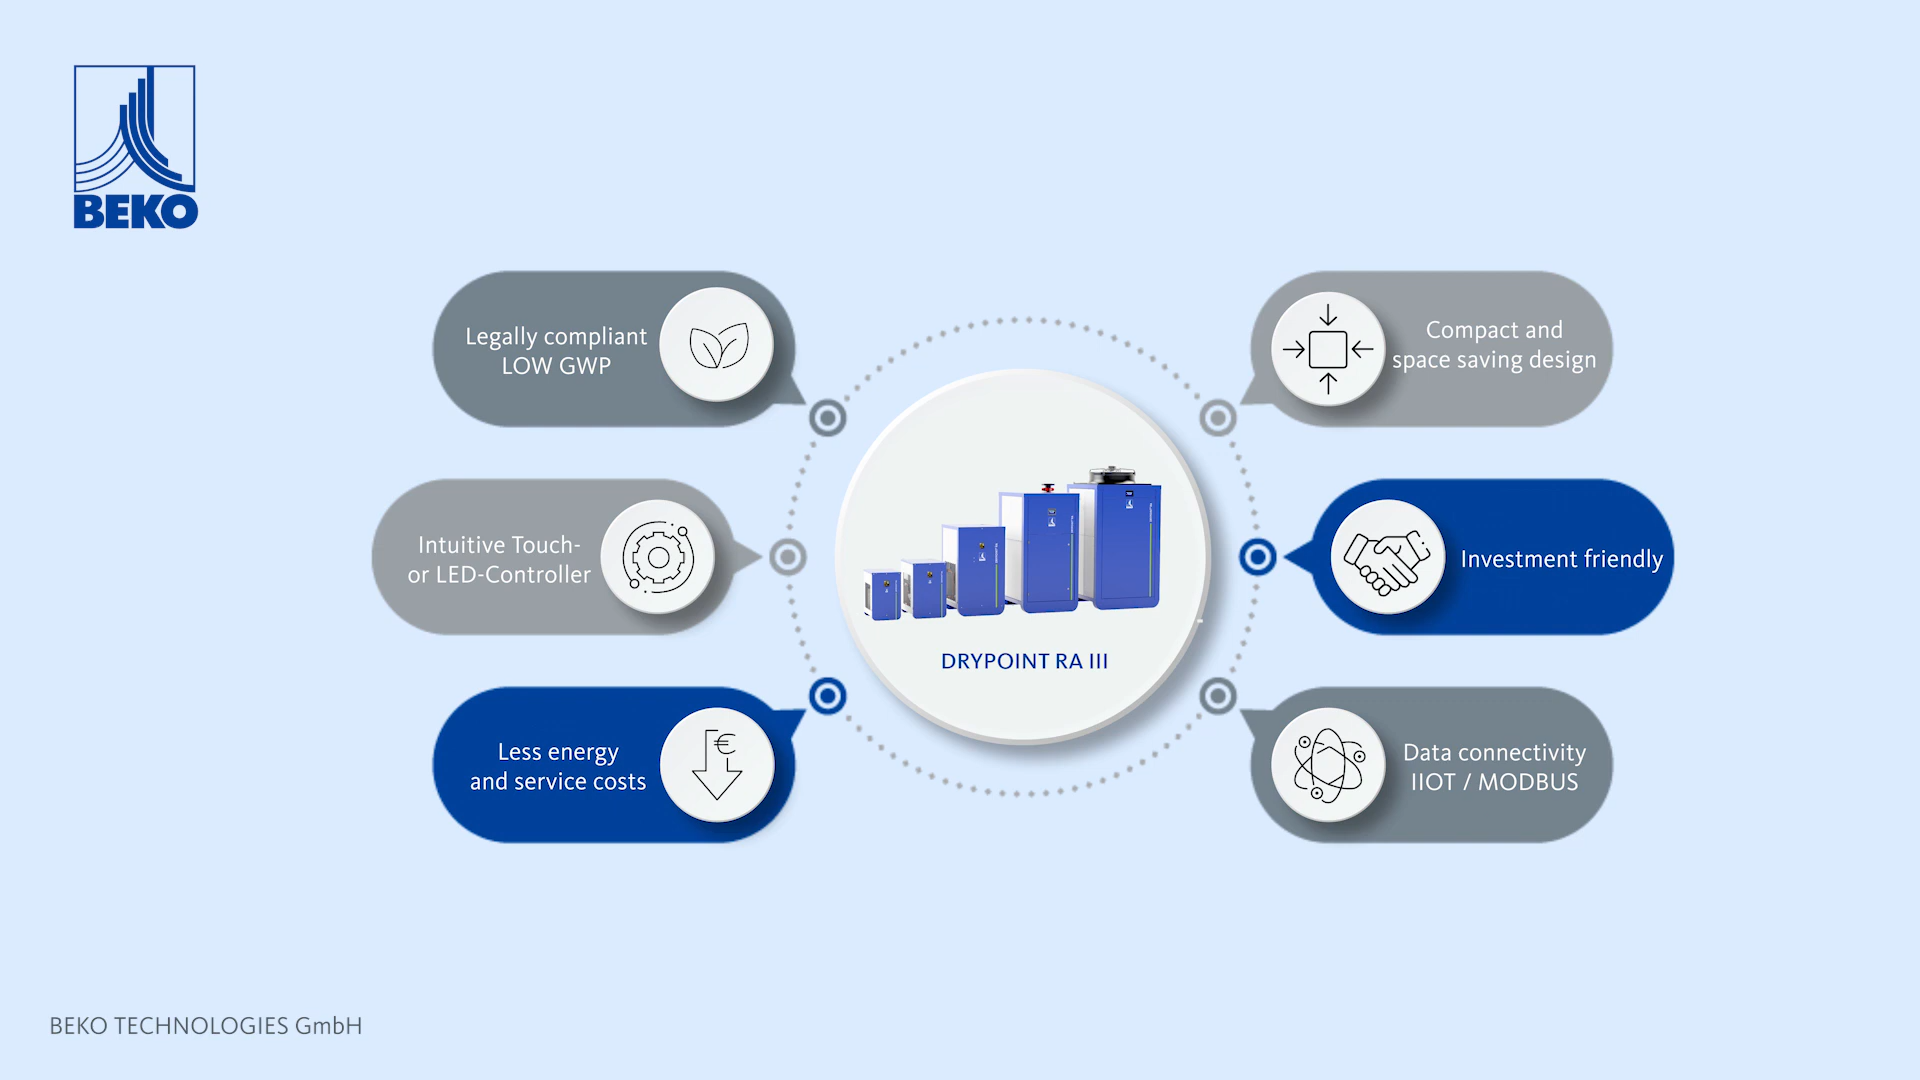 BEKO
Legally compliant
LOW GWP
Intuitive Touch-
or LED-Controller
Less energy
and service costs
€
DRYPOINT RA III
Compact and
space saving design
Investment friendly
Data connectivity
IIOT / MODBUS
BEKO TECHNOLOGIES GmbH